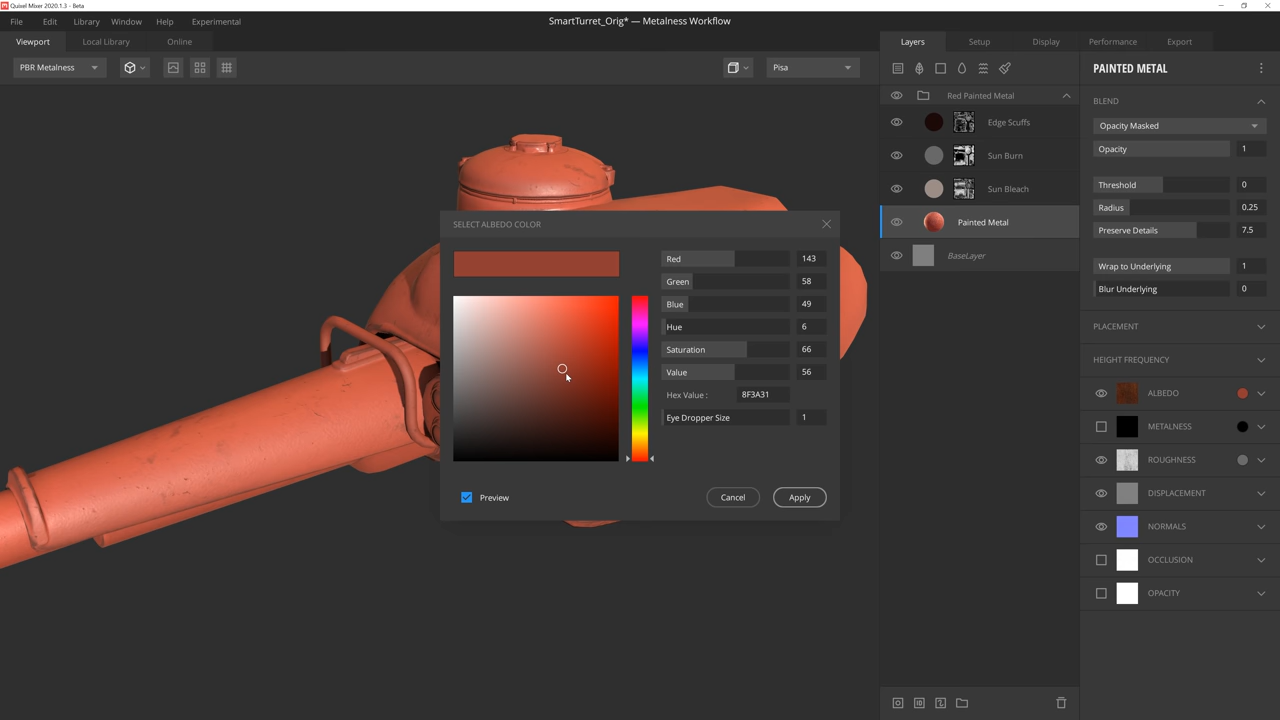 Quixel Mixer 2020.1.3 - Beta
File Edit Library Window Help Experimental
SmartTurret_Orig* — Metalness Workflow
Viewport Local Library Online
Layers Setup Display Performance Export
PBR Metalness
Pisa
PAINTED METAL
Red Painted Metal
Edge Scuffs
Sun Burn
Sun Bleach
Painted Metal
BaseLayer
BLEND
Opacity Masked
Opacity 1
Threshold 0
Radius 0.25
Preserve Details 7.5
Wrap to Underlying 1
Blur Underlying 0
PLACEMENT
HEIGHT FREQUENCY
ALBEDO
METALNESS
ROUGHNESS
DISPLACEMENT
NORMALS
OCCLUSION
OPACITY
SELECT ALBEDO COLOR
Red 143
Green 58
Blue 49
Hue 6
Saturation 66
Value 56
Hex Value : 8F3A31
Eye Dropper Size 1
Preview
Cancel Apply